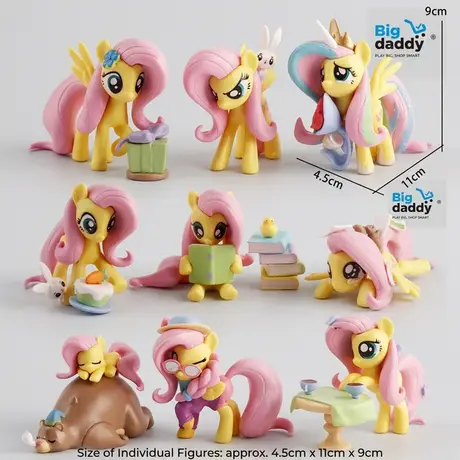 9cm
Big
daddy
PLAY BIG, SHOP SMART
4.5cm
11cm
Big
daddy
PLAY BIG, SHOP SMART
Size of Individual Figures: approx. 4.5cm x 11cm x 9cm